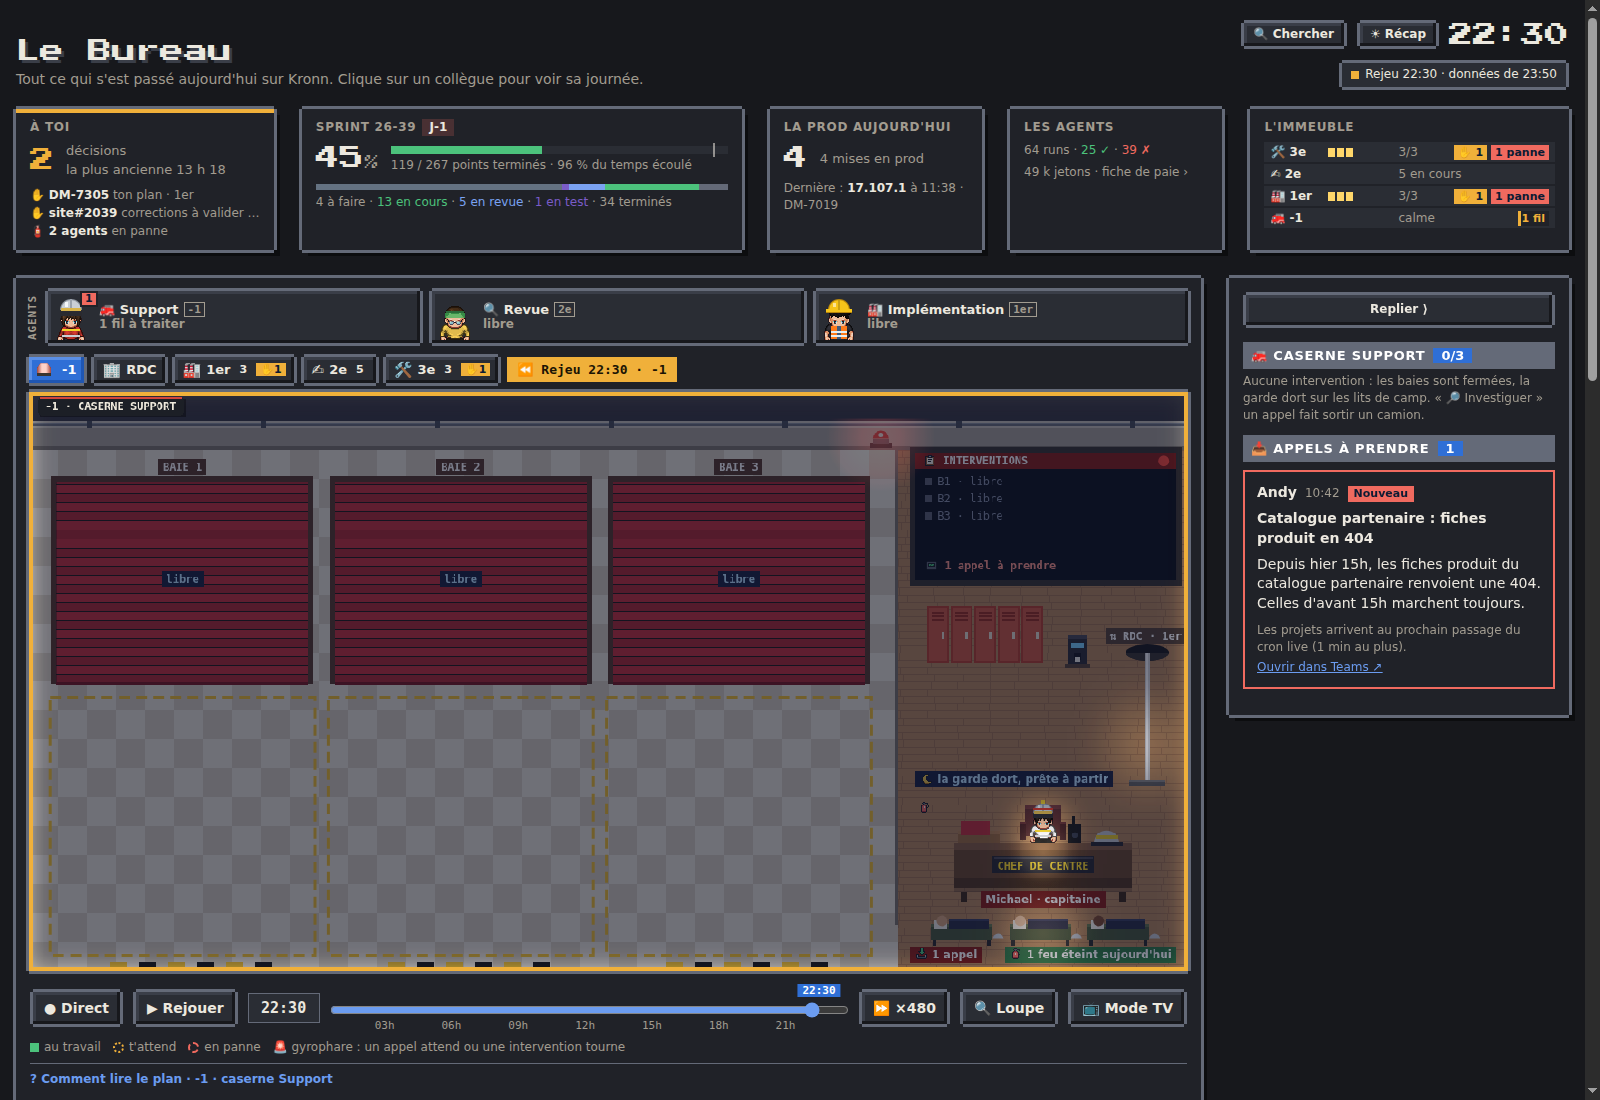 Le Bureau
Tout ce qui s'est passé aujourd'hui sur Kronn. Clique sur un collègue pour voir sa journée.
🔍 Chercher
☀ Récap
22:30
Rejeu 22:30 · données de 23:50
À TOI
2 décisions
la plus ancienne 13 h 18
✋ DM-7305 ton plan · 1er
✋ site#2039 corrections à valider …
2 agents en panne
SPRINT 26-39 J-1
45%
119 / 267 points terminés · 96 % du temps écoulé
4 à faire · 13 en cours · 5 en revue · 1 en test · 34 terminés
LA PROD AUJOURD'HUI
4 4 mises en prod
Dernière : 17.107.1 à 11:38 ·
DM-7019
LES AGENTS
64 runs · 25 ✓ · 39 ✗
49 k jetons · fiche de paie ›
L'IMMEUBLE
🛠 3e 3/3 ✋ 1 1 panne
✍ 2e 5 en cours
🏭 1er 3/3 ✋ 1 1 panne
🚒 -1 calme 1 fil
AGENTS
1
🚒 Support -1
1 fil à traiter
🔍 Revue 2e
libre
🏭 Implémentation 1er
libre
🚨 -1
🏢 RDC
🏭 1er 3 ✋ 1
✍ 2e 5
🛠 3e 3 ✋ 1
⏪ Rejeu 22:30 · -1
-1 · CASERNE SUPPORT
BAIE 1
BAIE 2
BAIE 3
libre
libre
libre
INTERVENTIONS
B1 · libre
B2 · libre
B3 · libre
1 appel à prendre
⇅ RDC · 1er
la garde dort, prête à partir
CHEF DE CENTRE
Michael · capitaine
1 appel
1 feu éteint aujourd'hui
● Direct
▶ Rejouer
22:30
22:30
03h 06h 09h 12h 15h 18h 21h
⏩ ×480
🔍 Loupe
📺 Mode TV
au travail t'attend en panne 🚨 gyrophare : un appel attend ou une intervention tourne
? Comment lire le plan · -1 · caserne Support
Replier ⟩
🚒 CASERNE SUPPORT 0/3
Aucune intervention : les baies sont fermées, la
garde dort sur les lits de camp. « 🔎 Investiguer »
un appel fait sortir un camion.
📥 APPELS À PRENDRE 1
Andy 10:42 Nouveau
Catalogue partenaire : fiches
produit en 404
Depuis hier 15h, les fiches produit du
catalogue partenaire renvoient une 404.
Celles d'avant 15h marchent toujours.
Les projets arrivent au prochain passage du
cron live (1 min au plus).
Ouvrir dans Teams ↗